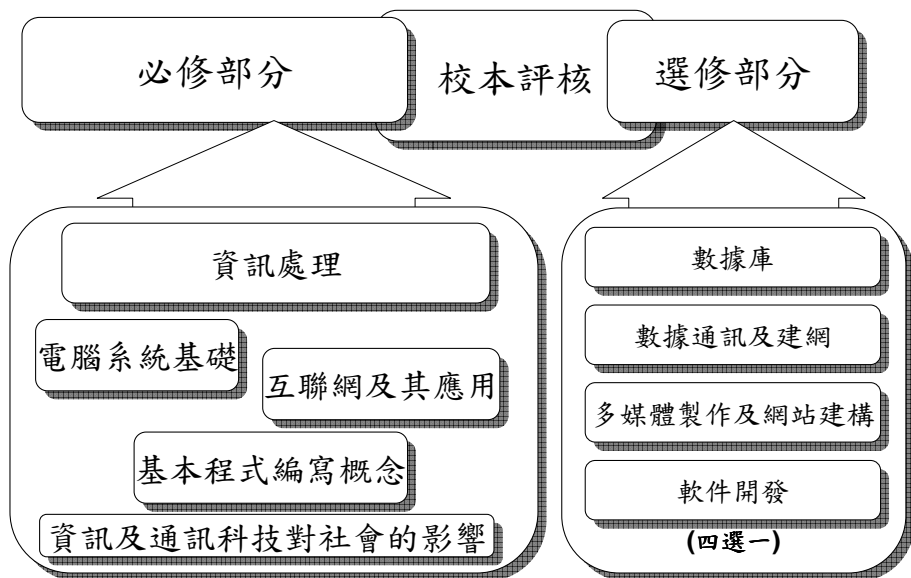 必修部分
校本評核
選修部分
資訊處理
電腦系統基礎
互聯網及其應用
基本程式編寫概念
資訊及通訊科技對社會的影響
數據庫
數據通訊及建網
多媒體製作及網站建構
軟件開發
(四選一)